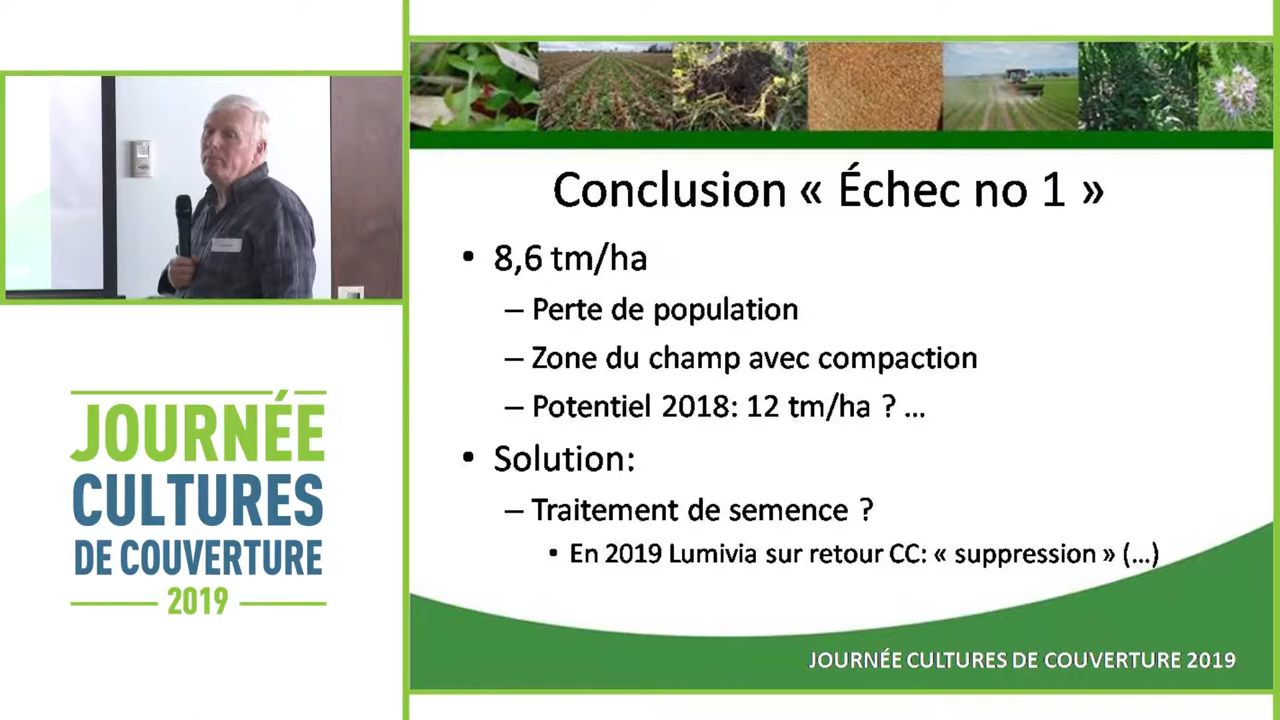 Conclusion « Échec no 1 »
• 8,6 tm/ha
– Perte de population
– Zone du champ avec compaction
– Potentiel 2018: 12 tm/ha ? …
• Solution:
– Traitement de semence ?
• En 2019 Lumivia sur retour CC: « suppression » (…)
JOURNÉE CULTURES DE COUVERTURE 2019
JOURNÉE
CULTURES
DE COUVERTURE
2019